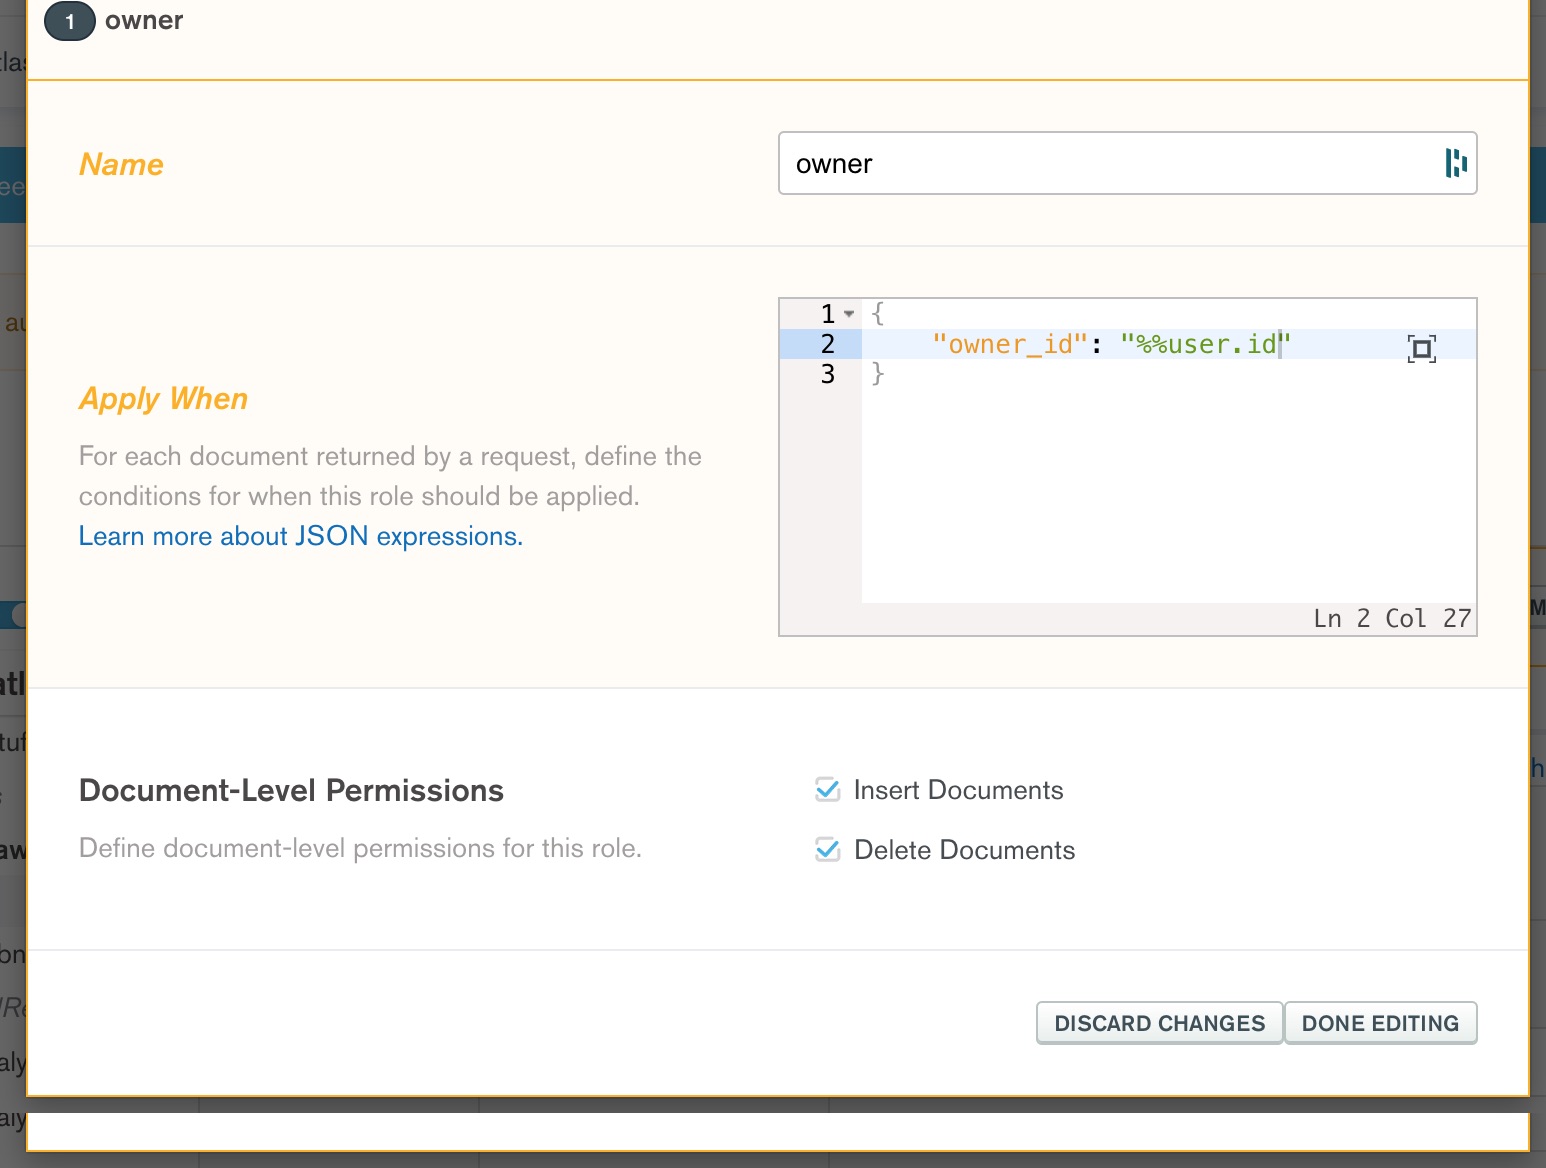 1 owner
Name
owner
Apply When
For each document returned by a request, define the
conditions for when this role should be applied.
Learn more about JSON expressions.
1 {
2 "owner_id": "%%user.id"
3 }
Ln 2 Col 27
Document-Level Permissions
Define document-level permissions for this role.
Insert Documents
Delete Documents
DISCARD CHANGES
DONE EDITING